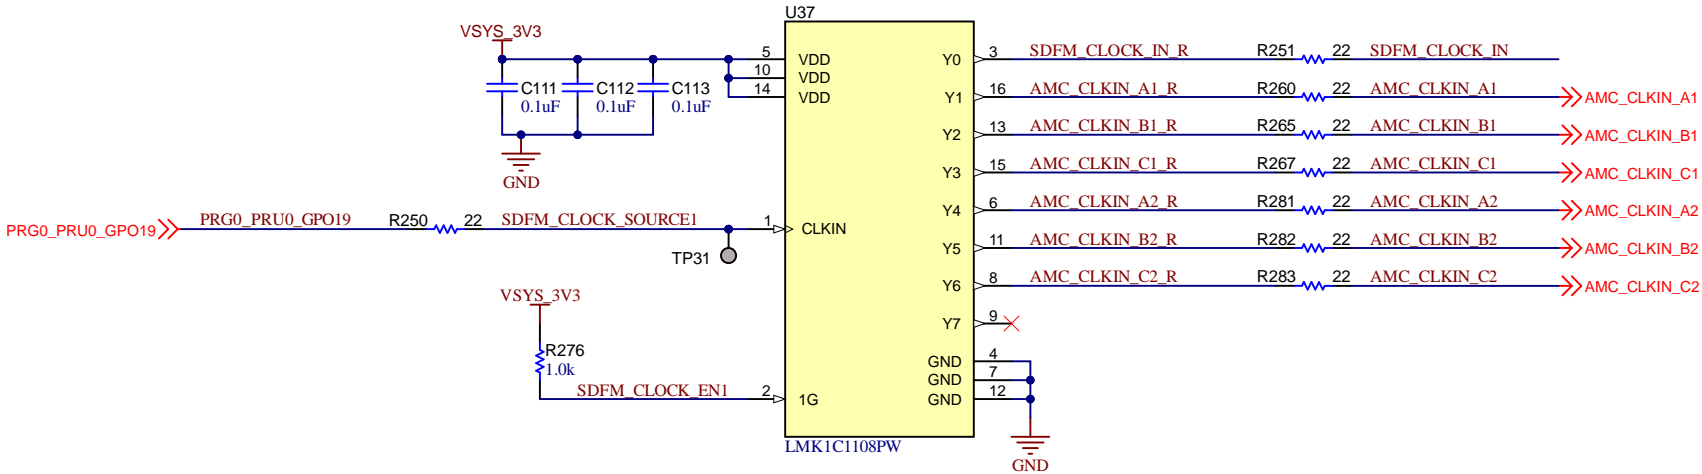 U37
VSYS_3V3
5 VDD
10 VDD
14 VDD
C111 0.1uF
C112 0.1uF
C113 0.1uF
GND
PRG0_PRU0_GPO19 PRG0_PRU0_GPO19 R250 22 SDFM_CLOCK_SOURCE1 1 CLKIN
TP31
VSYS_3V3
R276
1.0k
SDFM_CLOCK_EN1 2 1G
Y0 3 SDFM_CLOCK_IN_R R251 22 SDFM_CLOCK_IN
Y1 16 AMC_CLKIN_A1_R R260 22 AMC_CLKIN_A1 AMC_CLKIN_A1
Y2 13 AMC_CLKIN_B1_R R265 22 AMC_CLKIN_B1 AMC_CLKIN_B1
Y3 15 AMC_CLKIN_C1_R R267 22 AMC_CLKIN_C1 AMC_CLKIN_C1
Y4 6 AMC_CLKIN_A2_R R281 22 AMC_CLKIN_A2 AMC_CLKIN_A2
Y5 11 AMC_CLKIN_B2_R R282 22 AMC_CLKIN_B2 AMC_CLKIN_B2
Y6 8 AMC_CLKIN_C2_R R283 22 AMC_CLKIN_C2 AMC_CLKIN_C2
Y7 9
GND 4
GND 7
GND 12
GND
LMK1C1108PW